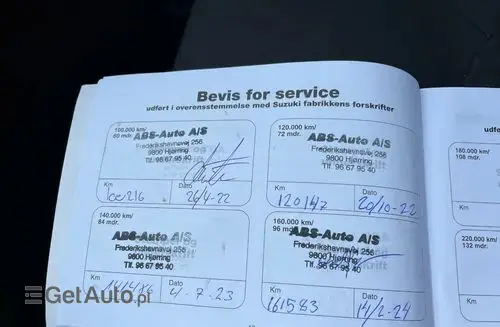 Bevis for service
udført i overensstemmelse med Suzuki fabrikkens forskrifter
100.000 km/
60 mdr.
ABS-Auto A/S
Frederikshavnsvej 256
9800 Hjørring
Tlf. 96 67 95 40
Km
100216
Dato
26/4-22
120.000 km/
72 mdr.
ABS-Auto A/S
Frederikshavnsvej 256
9800 Hjørring
Tlf. 96 67 95 40
Km
120147
Dato
20/10-22
140.000 km/
84 mdr.
ABS-Auto A/S
Frederikshavnsvej 256
9800 Hjørring
Tlf. 96 67 95 40
Km
Dato
4-7-23
160.000 km/
96 md
ABS-Auto A/S
Frederikshavnsvej 256
9800 Hjørring
Tlf. 96 67 95 40
Km
161583
Dato
14/2-24
ud
180.000 km/
108 mdr.
Km
220.000 km/
132 mdr.
GetAuto.pl